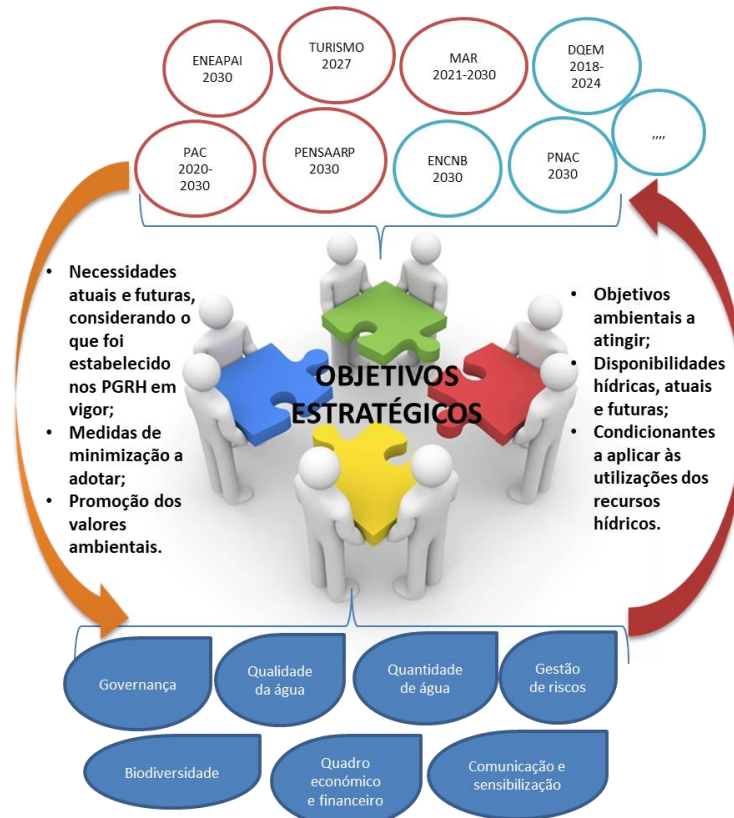 ENEAPAI
2030
TURISMO
2027
MAR
2021-2030
DQEM
2018-
2024
PAC
2020-
2030
PENSAARP
2030
ENCNB
2030
PNAC
2030
,,,,
• Necessidades
atuais e futuras,
considerando o
que foi
estabelecido
nos PGRH em
vigor;
• Medidas de
minimização a
adotar;
• Promoção dos
valores
ambientais.
OBJETIVOS
ESTRATÉGICOS
• Objetivos
ambientais a
atingir;
• Disponibilidades
hídricas, atuais
e futuras;
• Condicionantes
a aplicar às
utilizações dos
recursos
hídricos.
Governança
Qualidade
da água
Quantidade
de água
Gestão
de riscos
Biodiversidade
Quadro
económico
e financeiro
Comunicação e
sensibilização